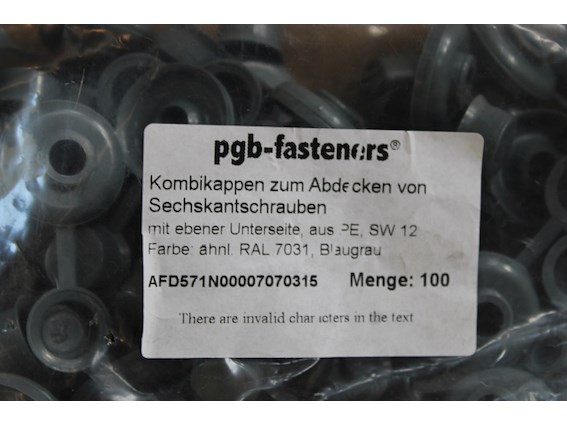 pgb-fasteners®
Kombikappen zum Abdecken von
Sechskantschrauben
mit ebener Unterseite, aus PE, SW 12
Farbe: ähnl. RAL 7031, Blaugrau
AFD571N00007070315 Menge: 100
There are invalid characters in the text